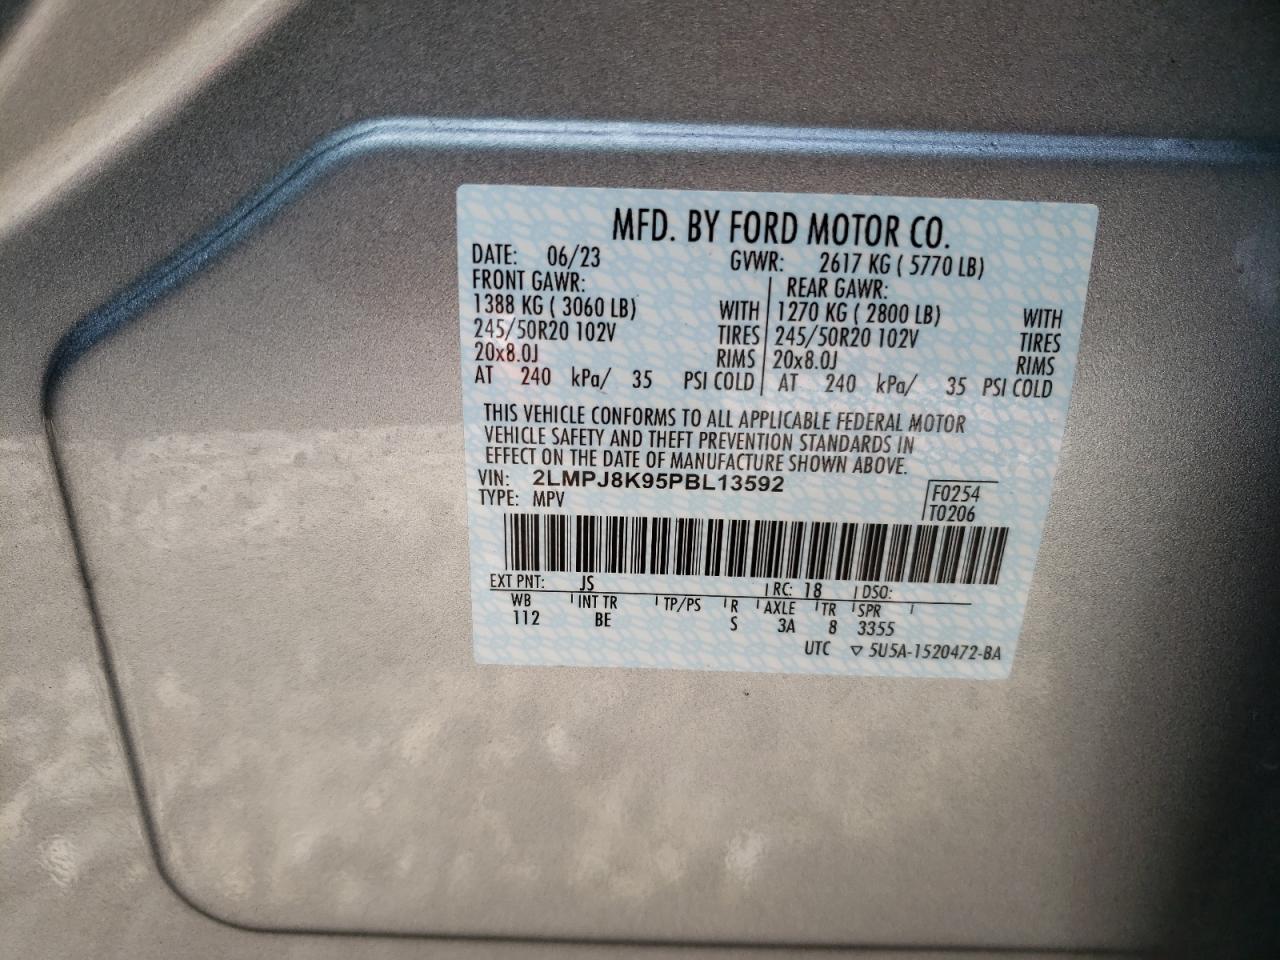 MFD. BY FORD MOTOR CO.
DATE: 06/23 GVWR: 2617 KG ( 5770 LB)
FRONT GAWR: REAR GAWR:
1388 KG ( 3060 LB) WITH 1270 KG ( 2800 LB) WITH
245/50R20 102V TIRES 245/50R20 102V TIRES
20x8.0J RIMS 20x8.0J RIMS
AT 240 kPa/ 35 PSI COLD AT 240 kPa/ 35 PSI COLD
THIS VEHICLE CONFORMS TO ALL APPLICABLE FEDERAL MOTOR
VEHICLE SAFETY AND THEFT PREVENTION STANDARDS IN
EFFECT ON THE DATE OF MANUFACTURE SHOWN ABOVE.
VIN: 2LMPJ8K95PBL13592 F0254
TYPE: MPV T0206
EXT PNT: JS RC: 18 DSO:
WB INT TR TP/PS R AXLE TR SPR
112 BE S 3A 8 3355
UTC ▽ 5U5A-1520472-BA